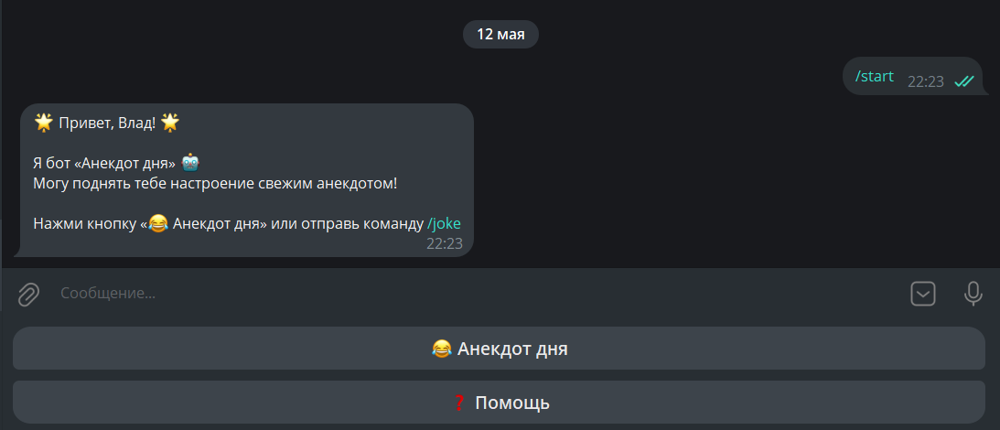 12 мая
/start 22:23
🌟 Привет, Влад! 🌟
Я бот «Анекдот дня» 🤖
Могу поднять тебе настроение свежим анекдотом!
Нажми кнопку «😂 Анекдот дня» или отправь команду /joke
22:23
Сообщение...
😂 Анекдот дня
❓ Помощь